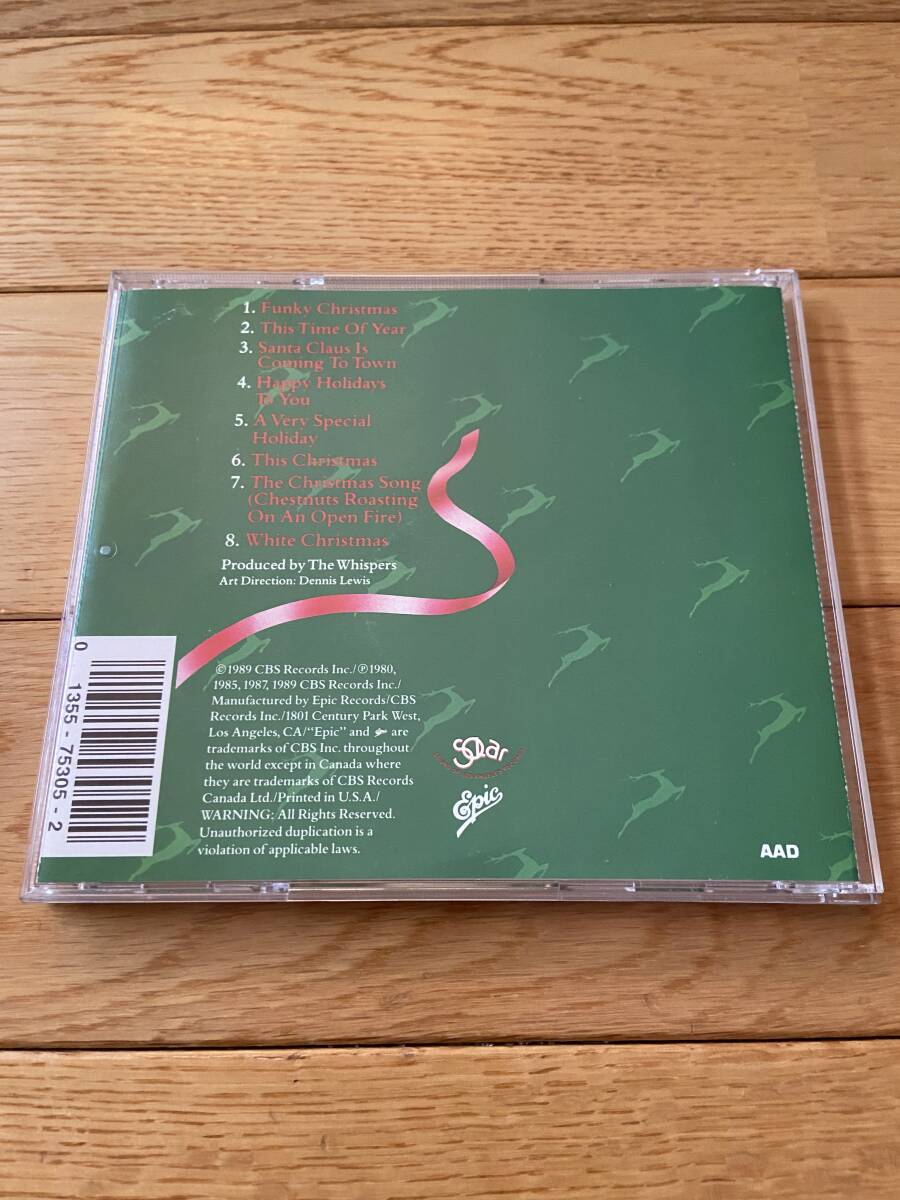 1. Funky Christmas
2. This Time Of Year
3. Santa Claus Is
Coming To Town
4. Happy Holidays
To You
5. A Very Special
Holiday
6. This Christmas
7. The Christmas Song
(Chestnuts Roasting
On An Open Fire)
8. White Christmas
Produced by The Whispers
Art Direction: Dennis Lewis
©1989 CBS Records Inc./℗1980,
1985, 1987, 1989 CBS Records Inc./
Manufactured by Epic Records/CBS
Records Inc./1801 Century Park West,
Los Angeles, CA/"Epic" and are
trademarks of CBS Inc. throughout
the world except in Canada where
they are trademarks of CBS Records
Canada Ltd./Printed in U.S.A./
WARNING: All Rights Reserved.
Unauthorized duplication is a
violation of applicable laws.
0 1355-75305-2
Solar
Epic
AAD